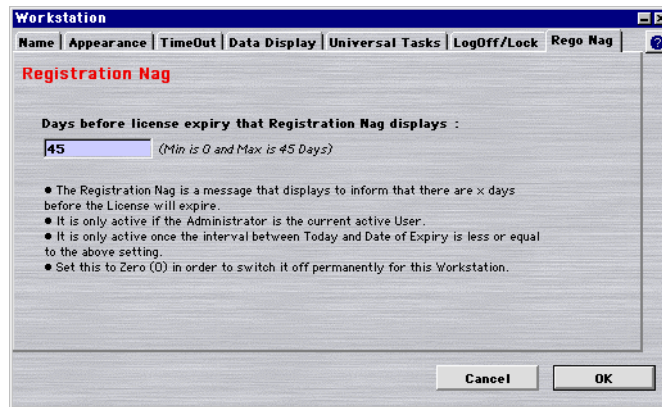 Workstation
Name | Appearance | TimeOut | Data Display | Universal Tasks | LogOff/Lock | Rego Nag
?
Registration Nag
Days before license expiry that Registration Nag displays :
45 (Min is 0 and Max is 45 Days)
● The Registration Nag is a message that displays to inform that there are x days
before the License will expire.
● It is only active if the Administrator is the current active User.
● It is only active once the interval between Today and Date of Expiry is less or equal
to the above setting.
● Set this to Zero (0) in order to switch it off permanently for this Workstation.
Cancel OK